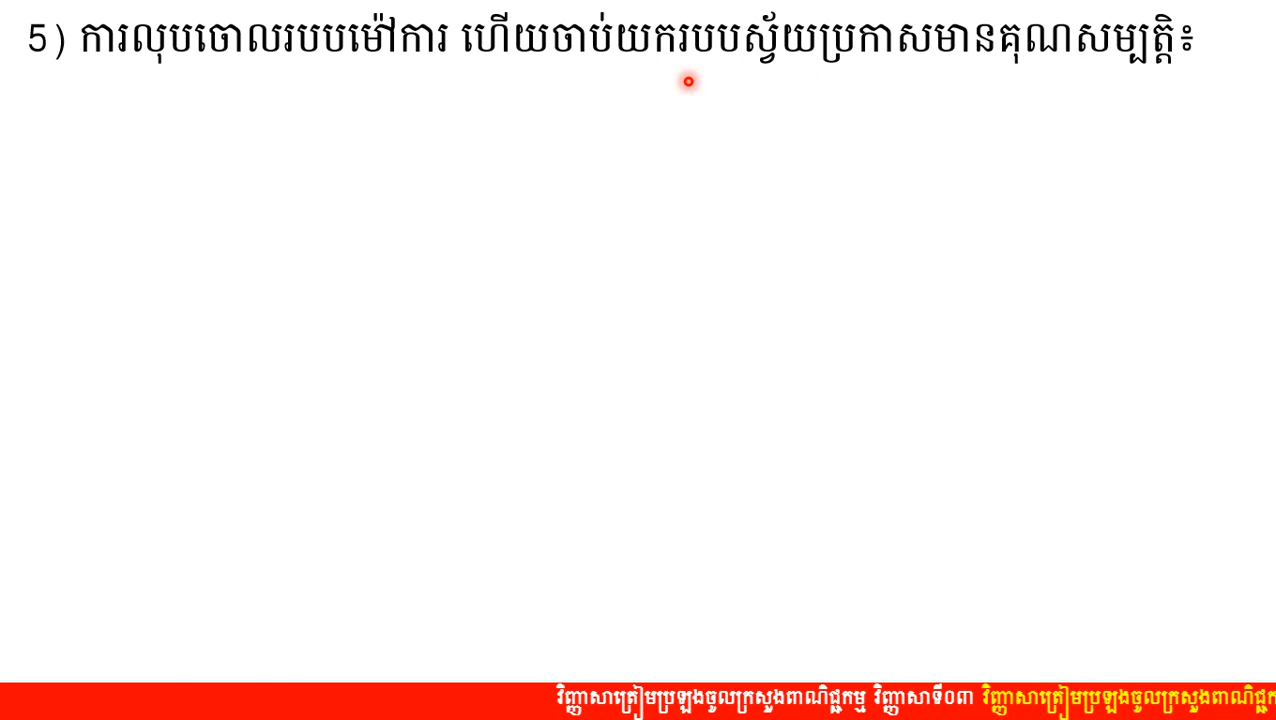 5) ការលុបចោលរបបម៉ៅការ ហើយចាប់យករបបស្វ័យប្រកាសមានគុណសម្បត្តិ៖
វិញ្ញាសាត្រៀមប្រឡងចូលក្រសួងពាណិជ្ជកម្ម វិញ្ញាសាទី០៣ វិញ្ញាសាត្រៀមប្រឡងចូលក្រសួងពាណិជ្ជក